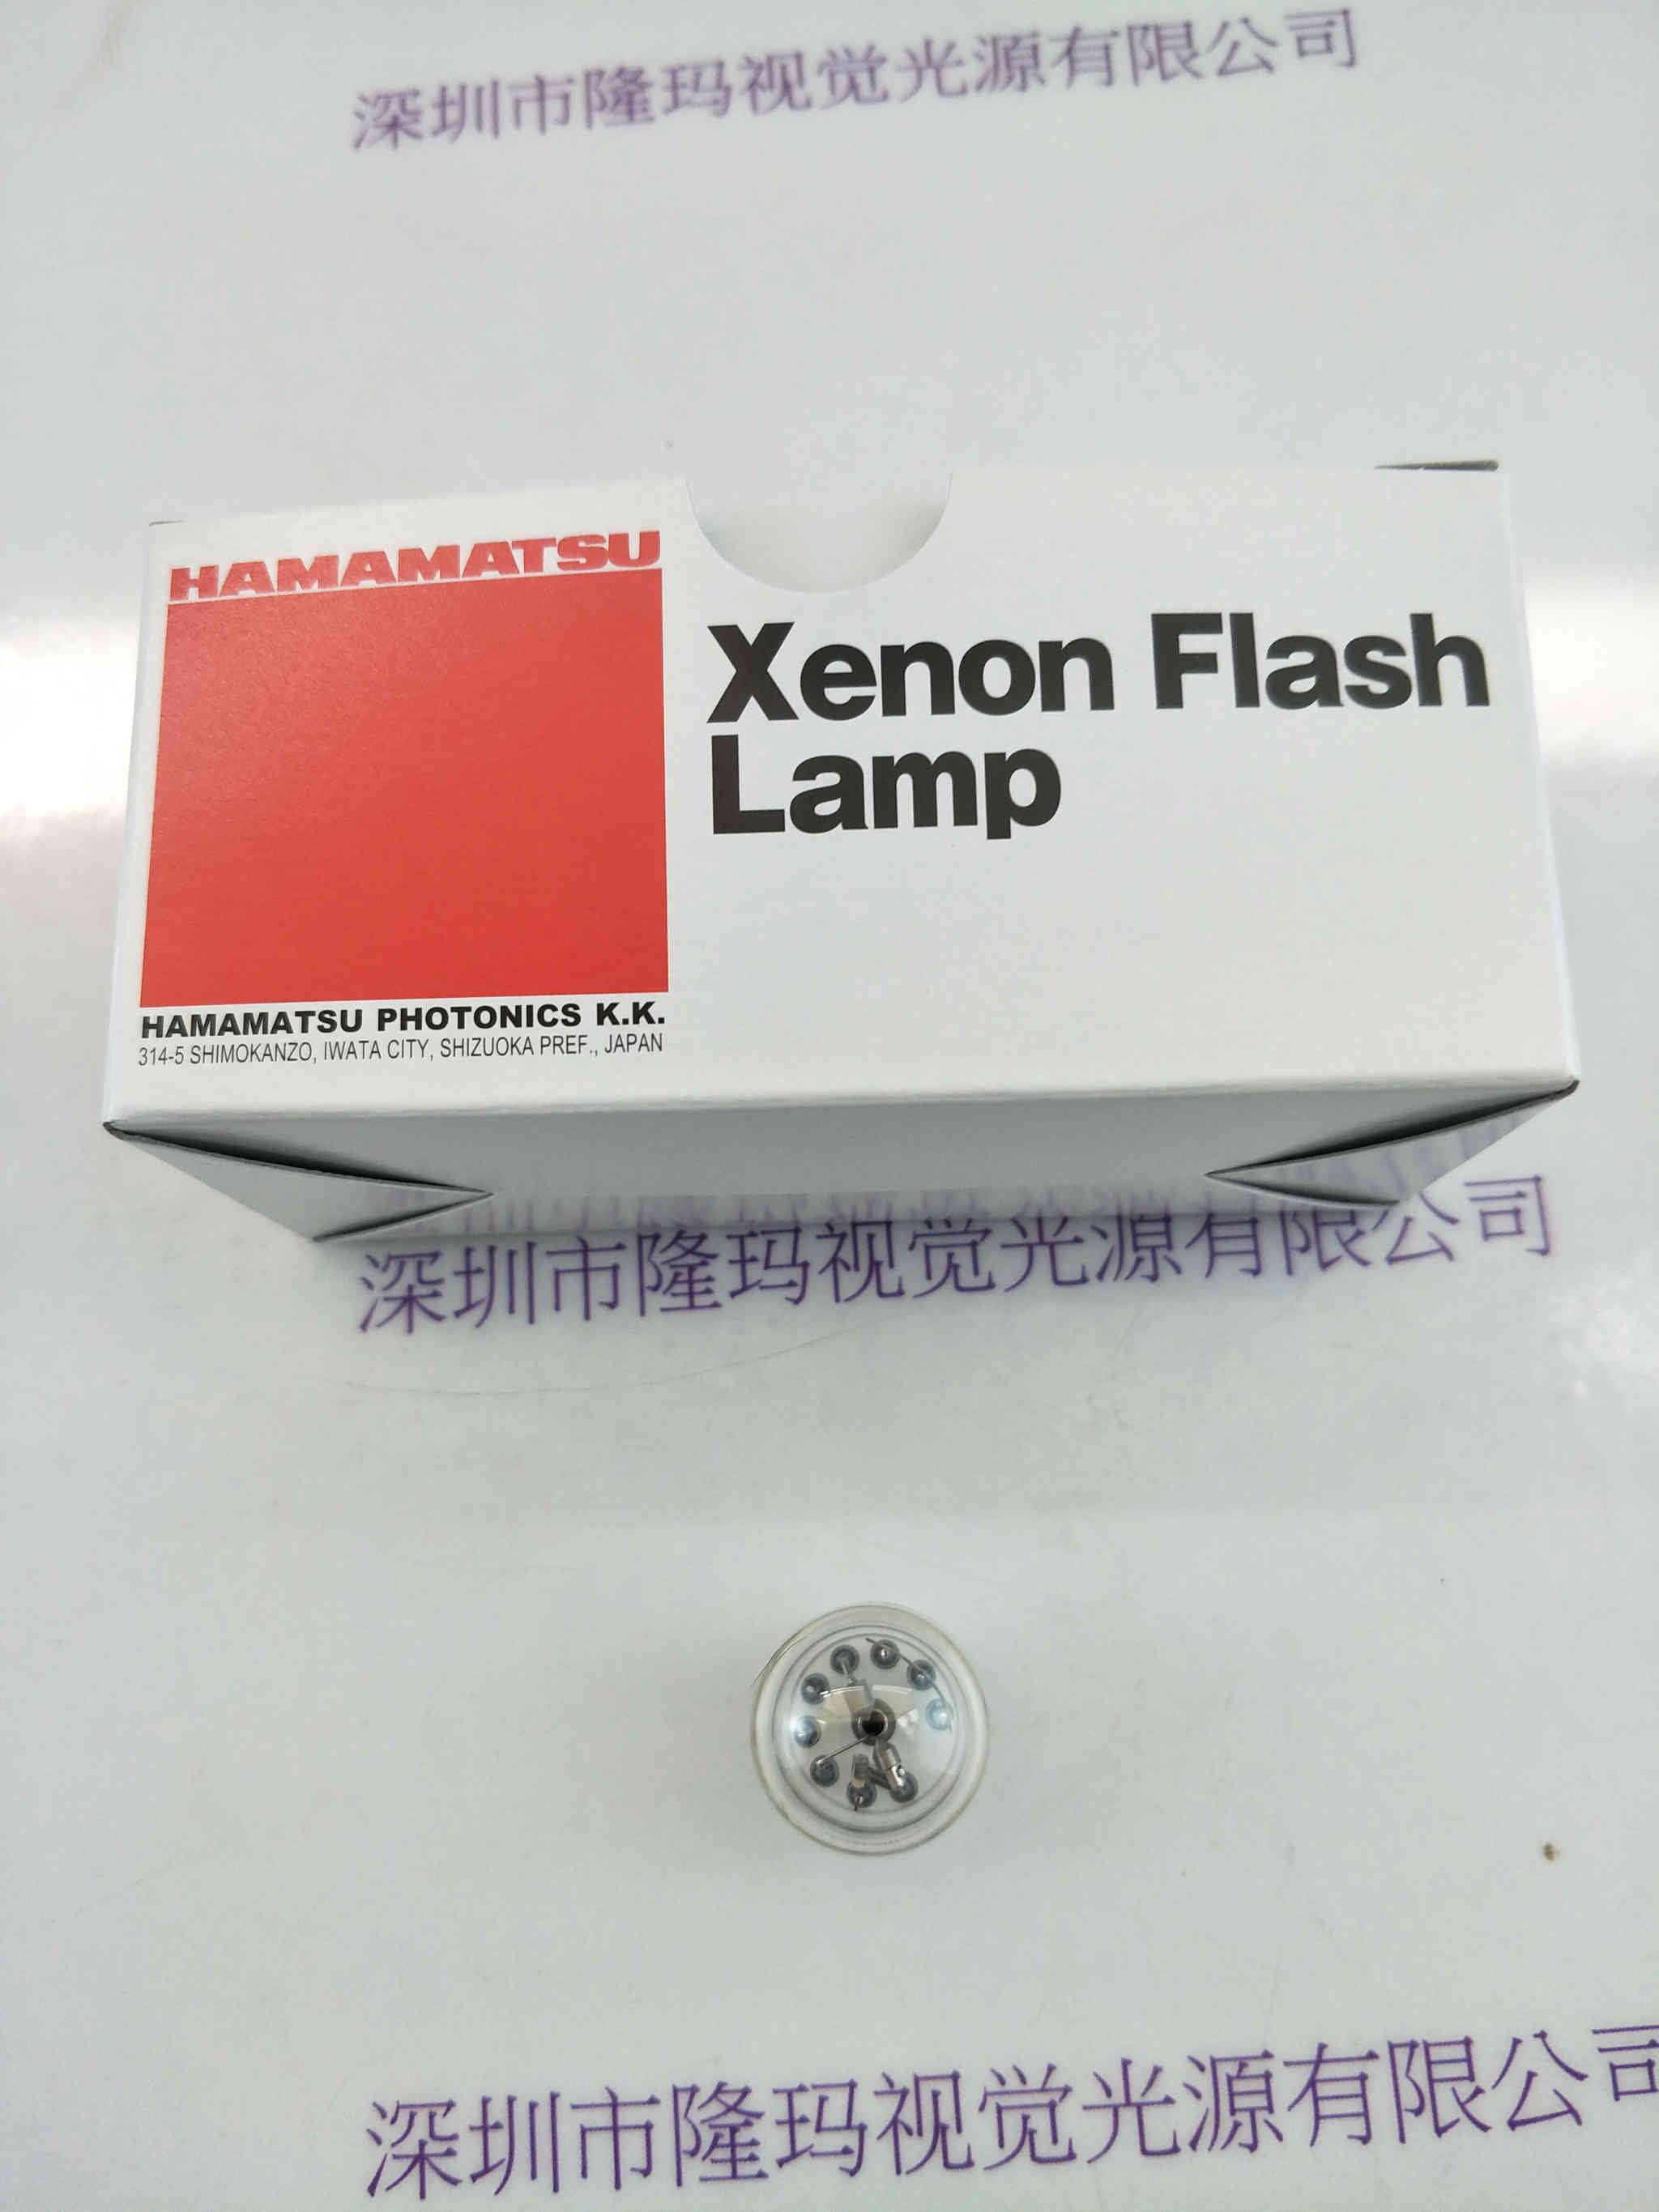 深圳市隆玛视觉光源有限公司
HAMAMATSU
Xenon Flash
Lamp
HAMAMATSU PHOTONICS K.K.
314-5 SHIMOKANZO, IWATA CITY, SHIZUOKA PREF., JAPAN
深圳市隆玛视觉光源有限公司
深圳市隆玛视觉光源有限公司